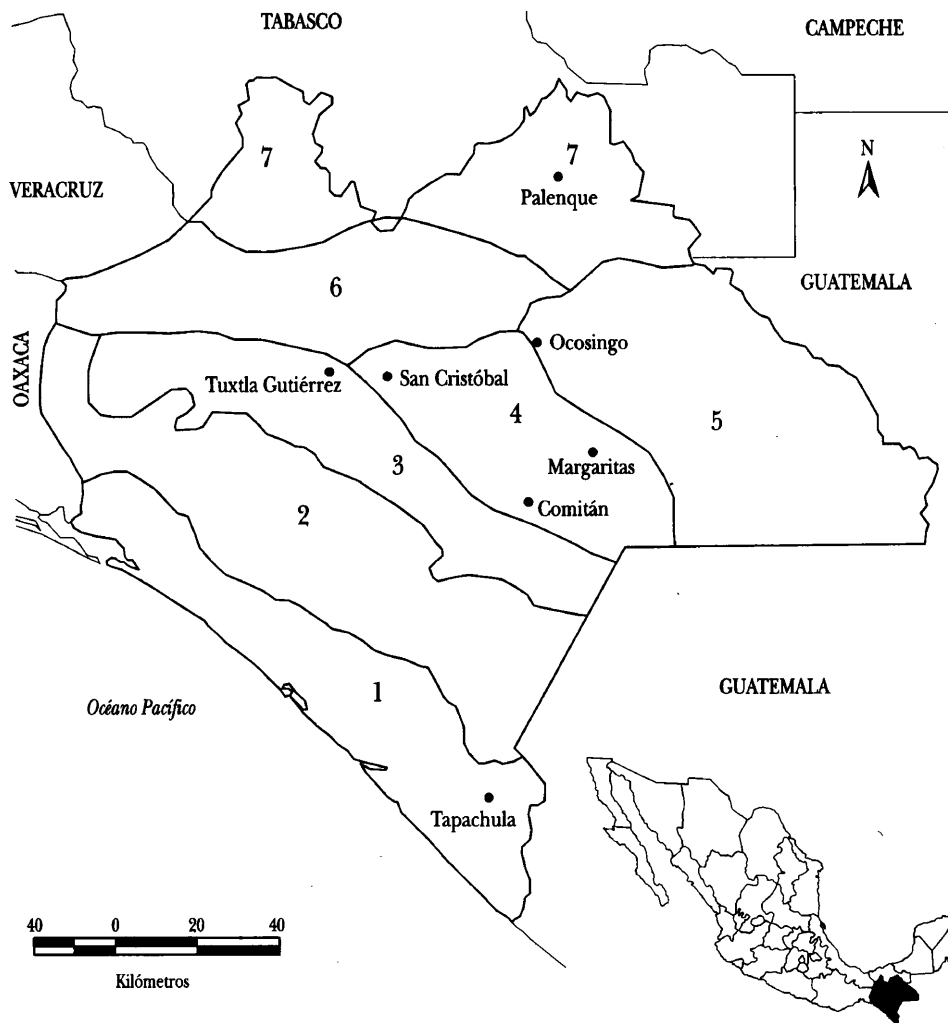 TABASCO
CAMPECHE
7
7
N
VERACRUZ
Palenque
GUATEMALA
6
OAXACA
Ocosingo
Tuxtla Gutiérrez
San Cristóbal
4
5
3
Margaritas
2
Comitán
1
GUATEMALA
Océano Pacífico
Tapachula
40 0 20 40
Kilómetros